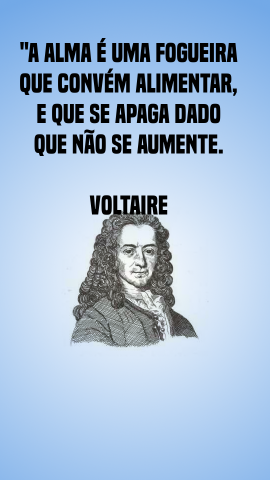 "A ALMA É UMA FOGUEIRA
QUE CONVÉM ALIMENTAR,
E QUE SE APAGA DADO
QUE NÃO SE AUMENTE.
VOLTAIRE